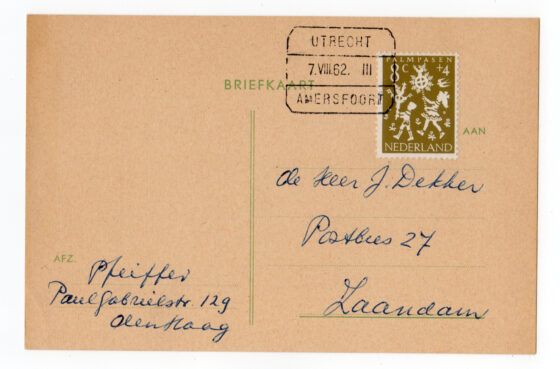 UTRECHT
7.VIII.62. III
AMERSFOORT
PALMPASEN
8C +4
NEDERLAND
BRIEFKAART
AAN
de Heer J. Dekker
Postbus 27
Zaandam
AFZ.
Pfeiffer
Paul Gabriëlstr. 129
den Haag